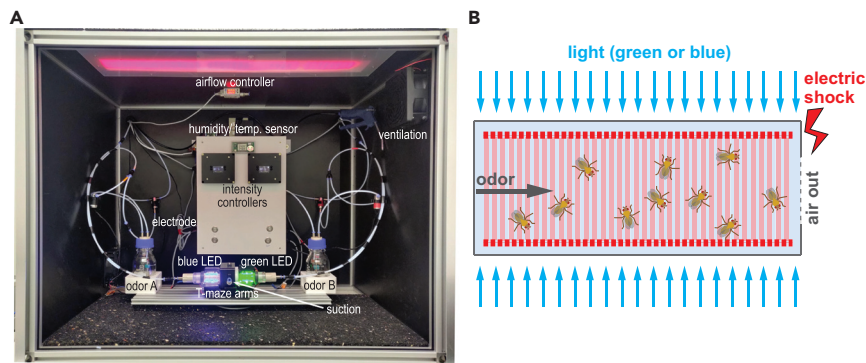 A
airflow controller
humidity/ temp. sensor
ventilation
intensity
controllers
electrode
blue LED
green LED
odor A
odor B
T-maze arms
suction
B
light (green or blue)
electric
shock
odor
air out